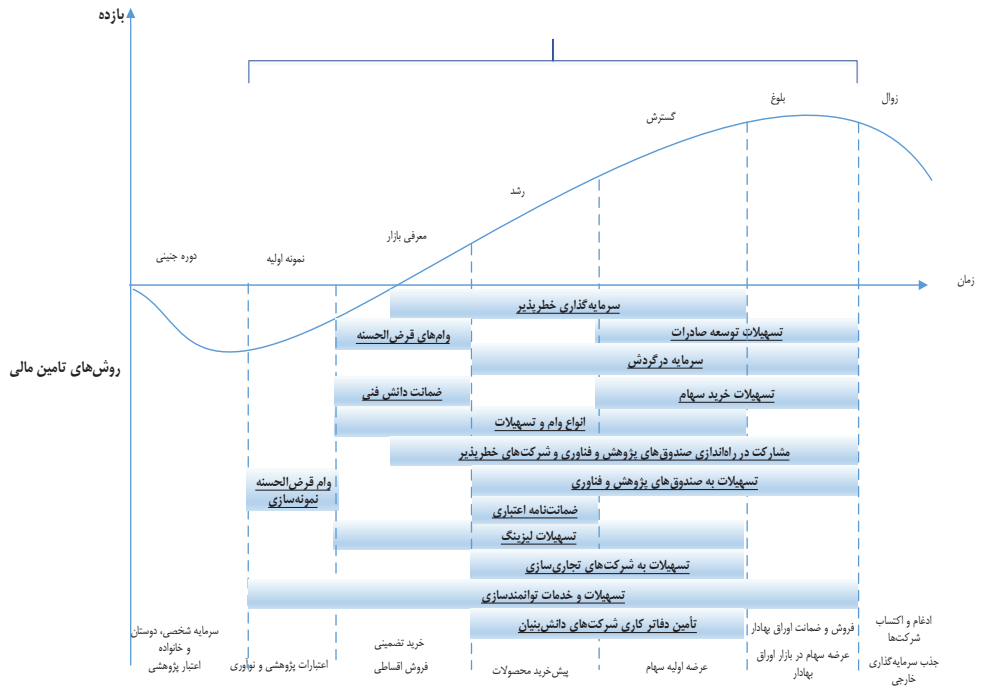 بازده
زوال
بلوغ
گسترش
رشد
معرفی بازار
نمونه اولیه
دوره جنینی
زمان
روش‌های تامین مالی
سرمایه‌گذاری خطرپذیر
تسهیلات توسعه صادرات
وام‌های قرض‌الحسنه
سرمایه درگردش
تسهیلات خرید سهام
ضمانت دانش فنی
انواع وام و تسهیلات
مشارکت در راه‌اندازی صندوق‌های پژوهش و فناوری و شرکت‌های خطرپذیر
تسهیلات به صندوق‌های پژوهش و فناوری
وام قرض‌الحسنه
نمونه‌سازی
ضمانت‌نامه اعتباری
تسهیلات لیزینگ
تسهیلات به شرکت‌های تجاری‌سازی
تسهیلات و خدمات توانمندسازی
تأمین دفاتر کاری شرکت‌های دانش‌بنیان
سرمایه شخصی، دوستان
و خانواده
اعتبار پژوهشی
اعتبارات پژوهشی و نوآوری
خرید تضمینی
فروش اقساطی
پیش‌خرید محصولات
عرضه اولیه سهام
فروش و ضمانت اوراق بهادار
عرضه سهام در بازار اوراق
بهادار
ادغام و اکتساب
شرکت‌ها
جذب سرمایه‌گذاری
خارجی